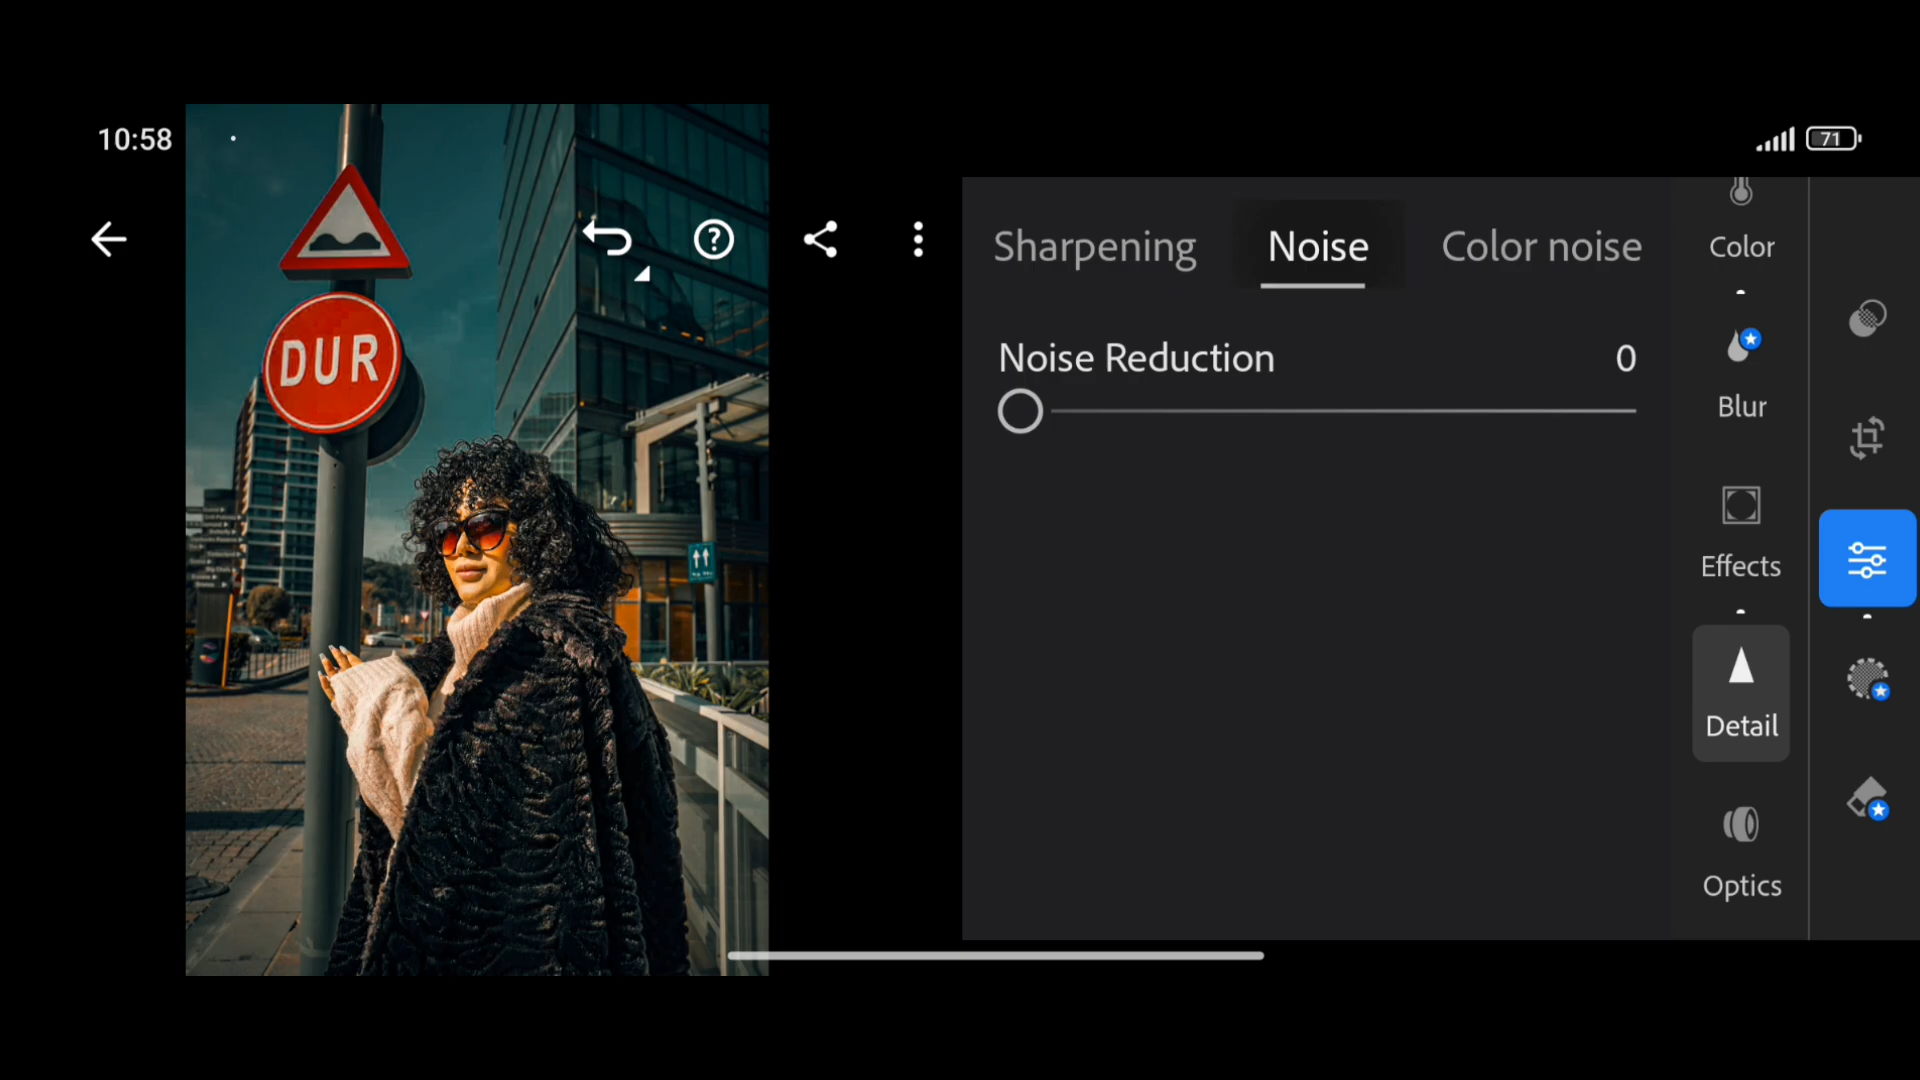 10:58
71
DUR
Sharpening
Noise
Color noise
Noise Reduction
0
Color
Blur
Effects
Detail
Optics